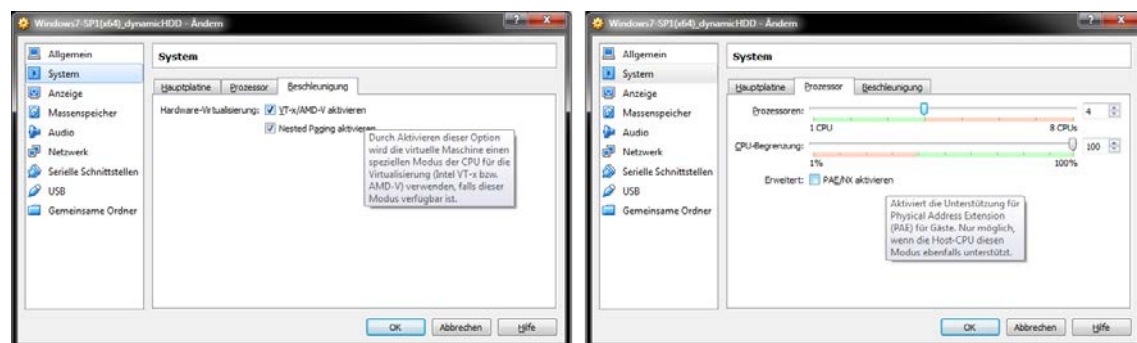 Windows7-SP1(x64)_dynamicHDD - Ändern
Allgemein
System
Anzeige
Massenspeicher
Audio
Netzwerk
Serielle Schnittstellen
USB
Gemeinsame Ordner
System
Hauptplatine Prozessor Beschleunigung
Hardware-Virtualisierung: VT-x/AMD-V aktivieren
Nested Paging aktivieren
Durch Aktivieren dieser Option
wird die virtuelle Maschine einen
speziellen Modus der CPU für die
Virtualisierung (Intel VT-x bzw.
AMD-V) verwenden, falls dieser
Modus verfügbar ist.
OK Abbrechen Hilfe
Windows7-SP1(x64)_dynamicHDD - Ändern
Allgemein
System
Anzeige
Massenspeicher
Audio
Netzwerk
Serielle Schnittstellen
USB
Gemeinsame Ordner
System
Hauptplatine Prozessor Beschleunigung
Prozessoren: 4
1 CPU 8 CPUs
CPU-Begrenzung: 100
1% 100%
Erweitert: PAE/NX aktivieren
Aktiviert die Unterstützung für
Physical Address Extension
(PAE) für Gäste. Nur möglich,
wenn die Host-CPU diesen
Modus ebenfalls unterstützt.
OK Abbrechen Hilfe